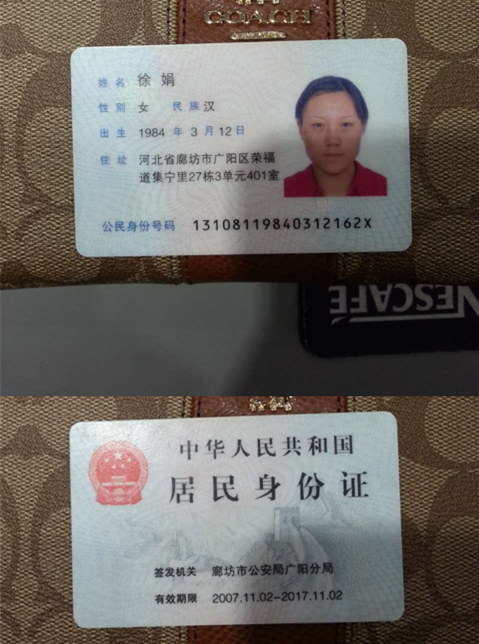 COACH
姓名 徐娟
性别 女 民族 汉
出生 1984 年 3 月 12 日
住址 河北省廊坊市广阳区荣福
道集宁里27栋3单元401室
公民身份号码 13108119840312162X
NESCAFÉ
中华人民共和国
居民身份证
签发机关 廊坊市公安局广阳分局
有效期限 2007.11.02-2017.11.02